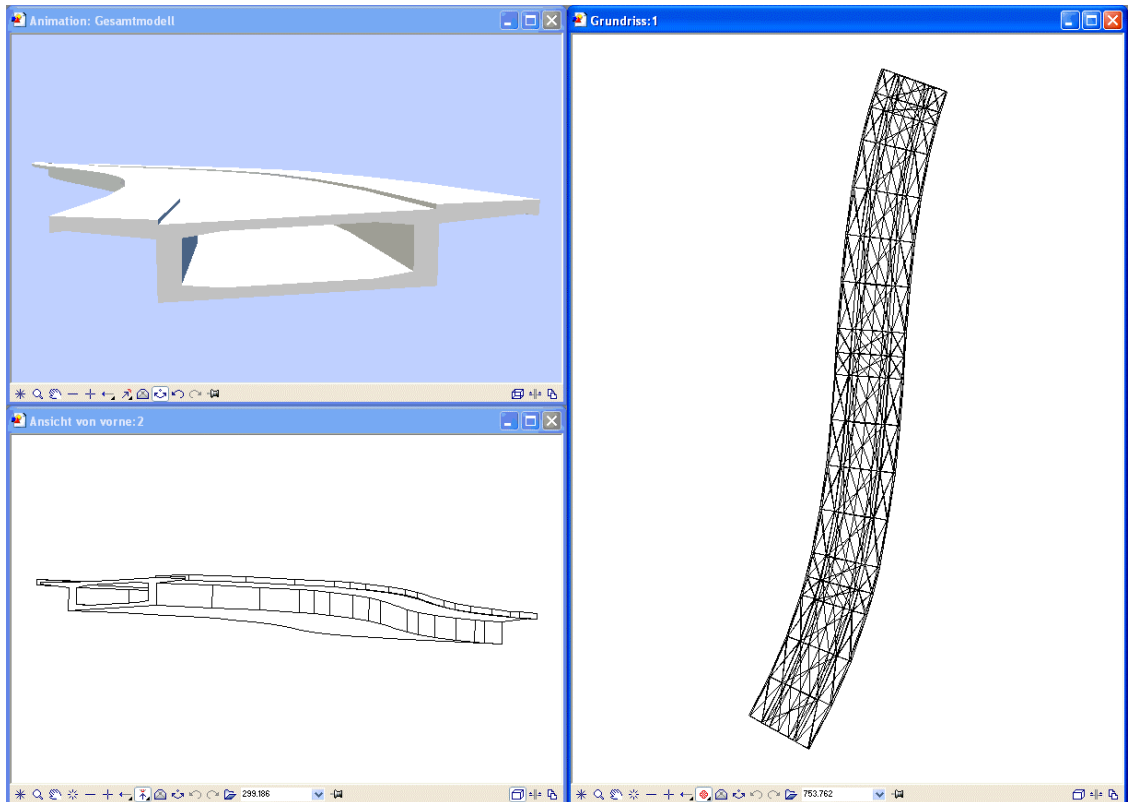 Animation: Gesamtmodell
Grundriss:1
Ansicht von vorne:2
299.186
753.762